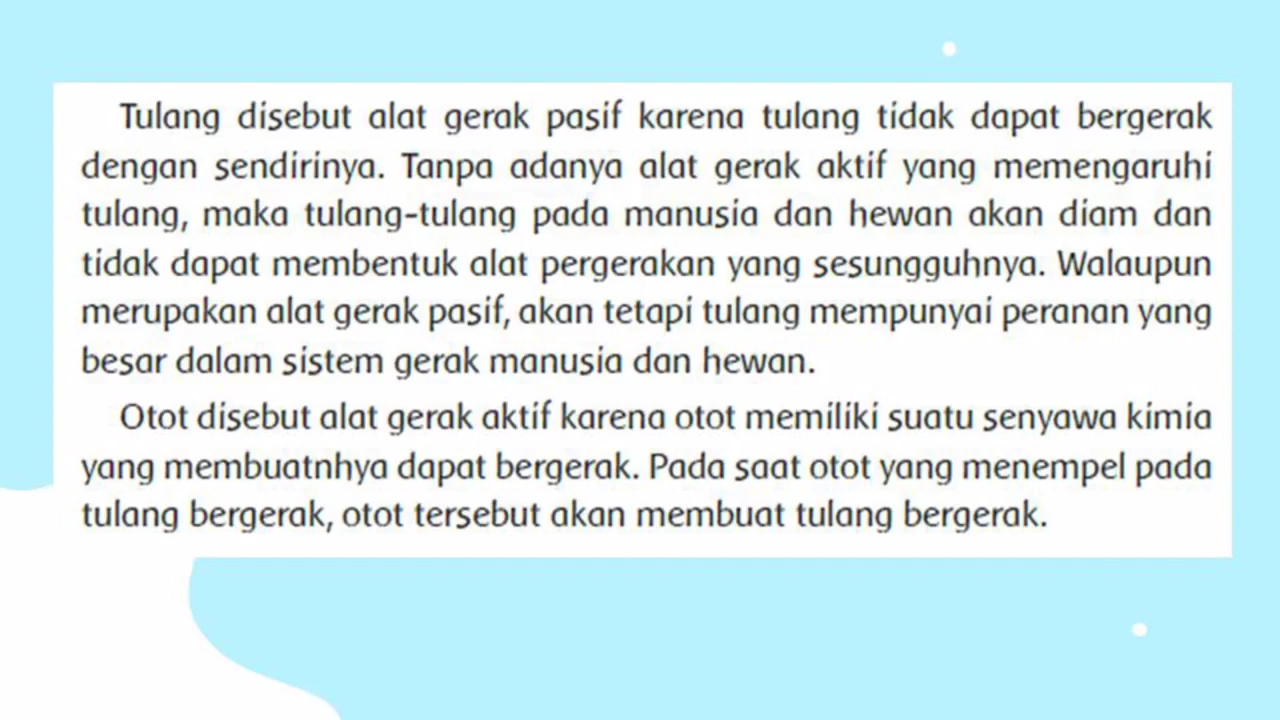 Tulang disebut alat gerak pasif karena tulang tidak dapat bergerak
dengan sendirinya. Tanpa adanya alat gerak aktif yang memengaruhi
tulang, maka tulang-tulang pada manusia dan hewan akan diam dan
tidak dapat membentuk alat pergerakan yang sesungguhnya. Walaupun
merupakan alat gerak pasif, akan tetapi tulang mempunyai peranan yang
besar dalam sistem gerak manusia dan hewan.
Otot disebut alat gerak aktif karena otot memiliki suatu senyawa kimia
yang membuatnhya dapat bergerak. Pada saat otot yang menempel pada
tulang bergerak, otot tersebut akan membuat tulang bergerak.